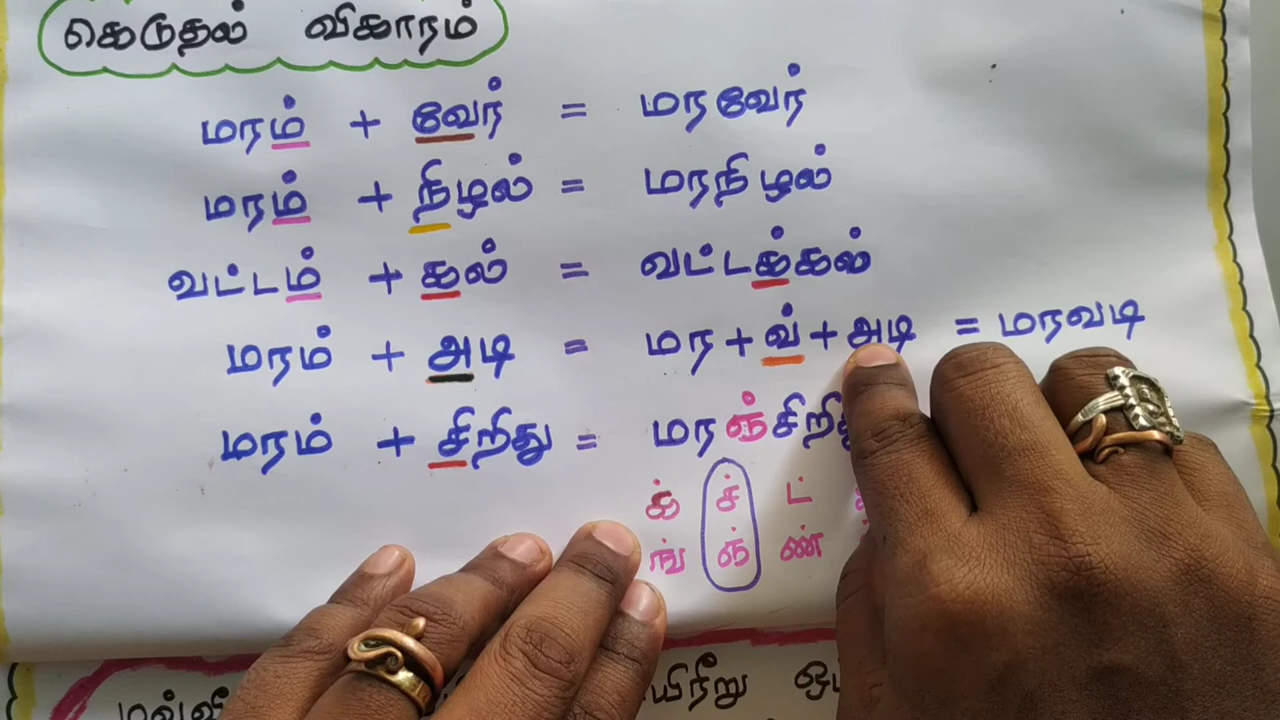 கெடுதல் விகாரம்
மரம் + வேர் = மரவேர்
மரம் + நிழல் = மரநிழல்
வட்டம் + கல் = வட்டக்கல்
மரம் + அடி = மர + வ் + அடி = மரவடி
மரம் + சிறிது =
க் ச் ட்
ங் ஞ் ண்